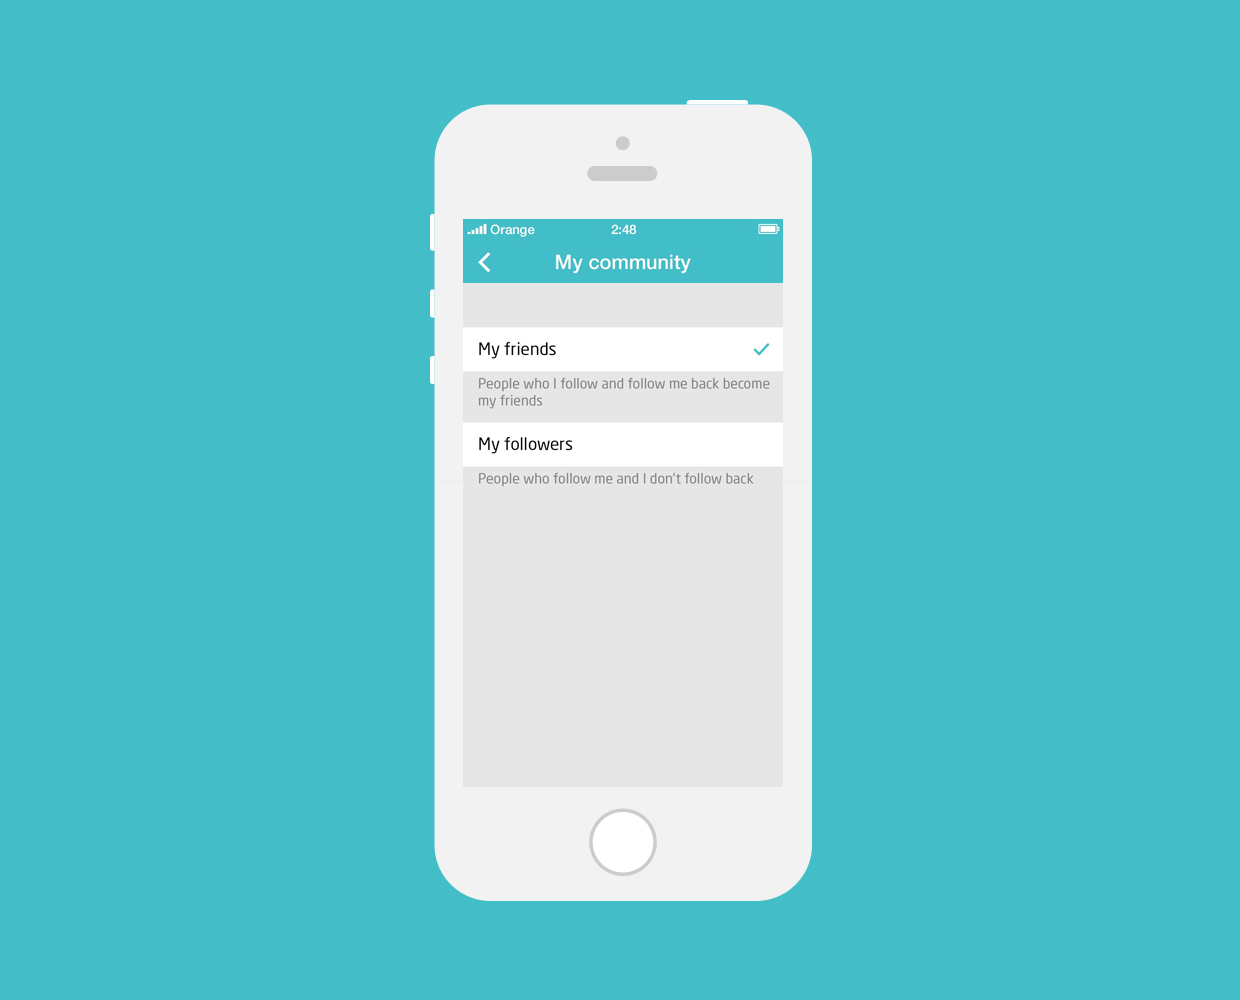 Orange 2:48
My community
My friends
People who I follow and follow me back become
my friends
My followers
People who follow me and I don't follow back